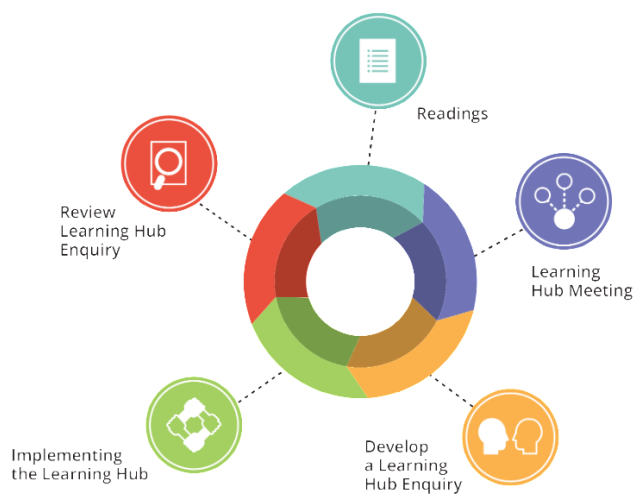 Readings
Learning
Hub Meeting
Develop
a Learning
Hub Enquiry
Implementing
the Learning Hub
Review
Learning Hub
Enquiry